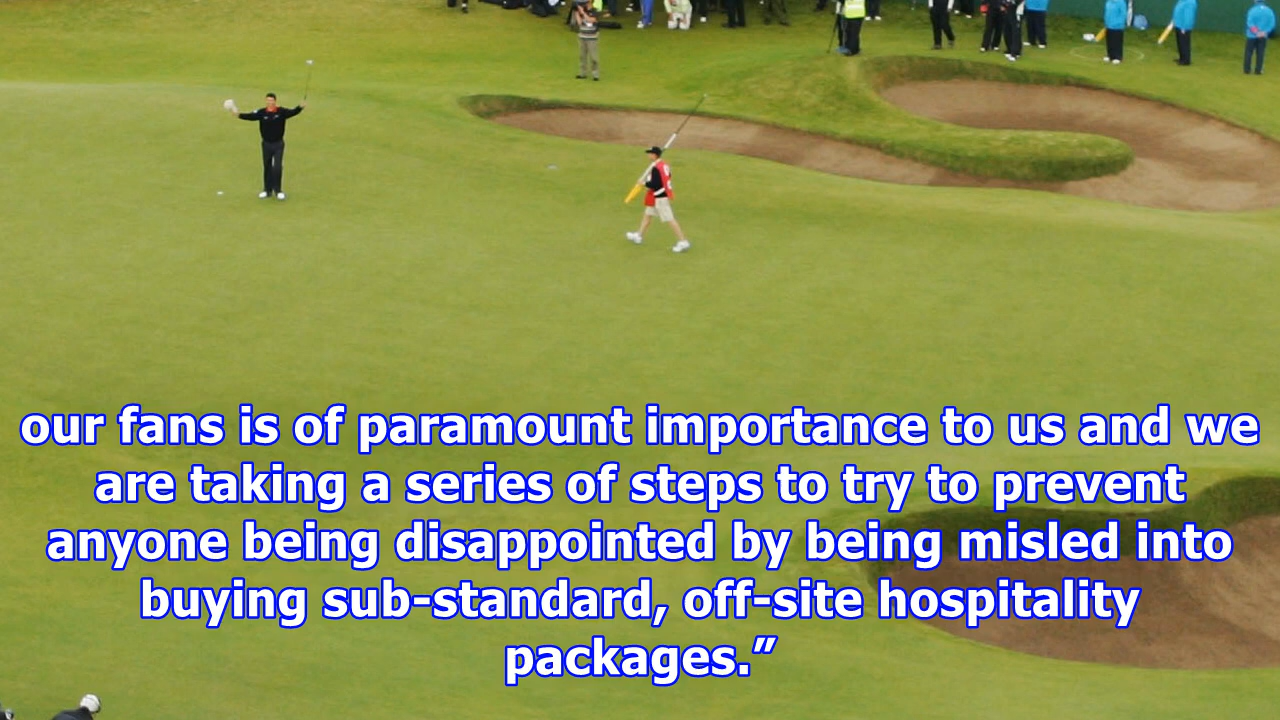 our fans is of paramount importance to us and we
are taking a series of steps to try to prevent
anyone being disappointed by being misled into
buying sub-standard, off-site hospitality
packages.”